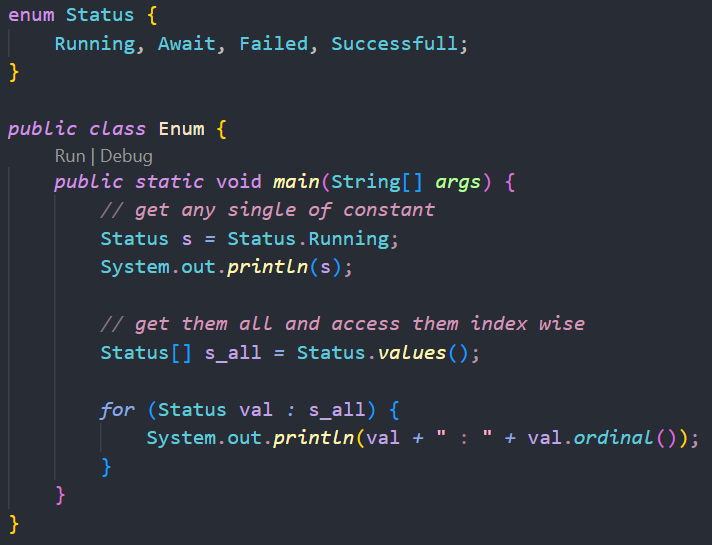 enum Status {
    Running, Await, Failed, Successfull;
}

public class Enum {
    Run | Debug
    public static void main(String[] args) {
        // get any single of constant
        Status s = Status.Running;
        System.out.println(s);

        // get them all and access them index wise
        Status[] s_all = Status.values();

        for (Status val : s_all) {
            System.out.println(val + " : " + val.ordinal());
        }
    }
}